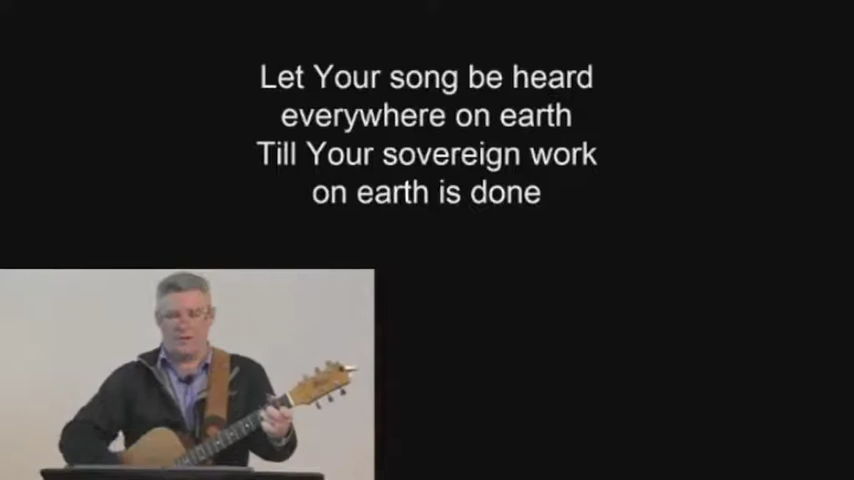 Let Your song be heard
everywhere on earth
Till Your sovereign work
on earth is done